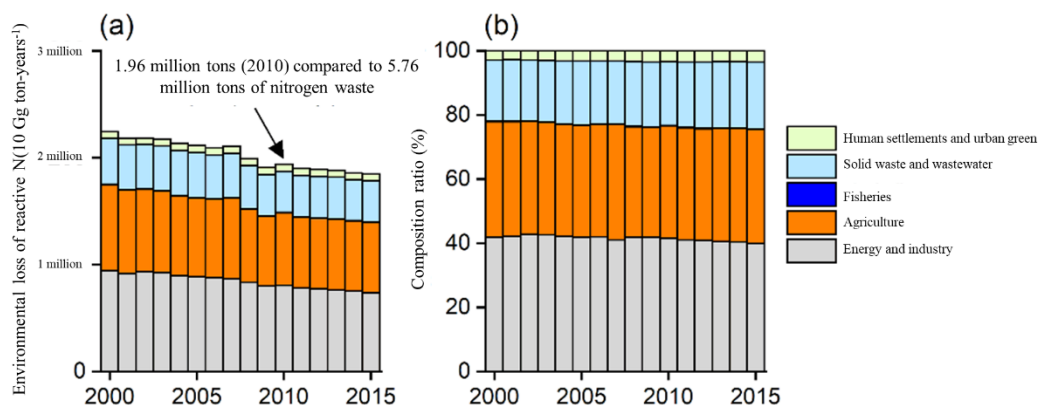 (a)
Environmental loss of reactive N(10 Gg ton-years-1)
3 million
2 million
1 million
0
1.96 million tons (2010) compared to 5.76
million tons of nitrogen waste
2000
2005
2010
2015
(b)
Composition ratio (%)
100
80
60
40
20
0
2000
2005
2010
2015
Human settlements and urban green
Solid waste and wastewater
Fisheries
Agriculture
Energy and industry